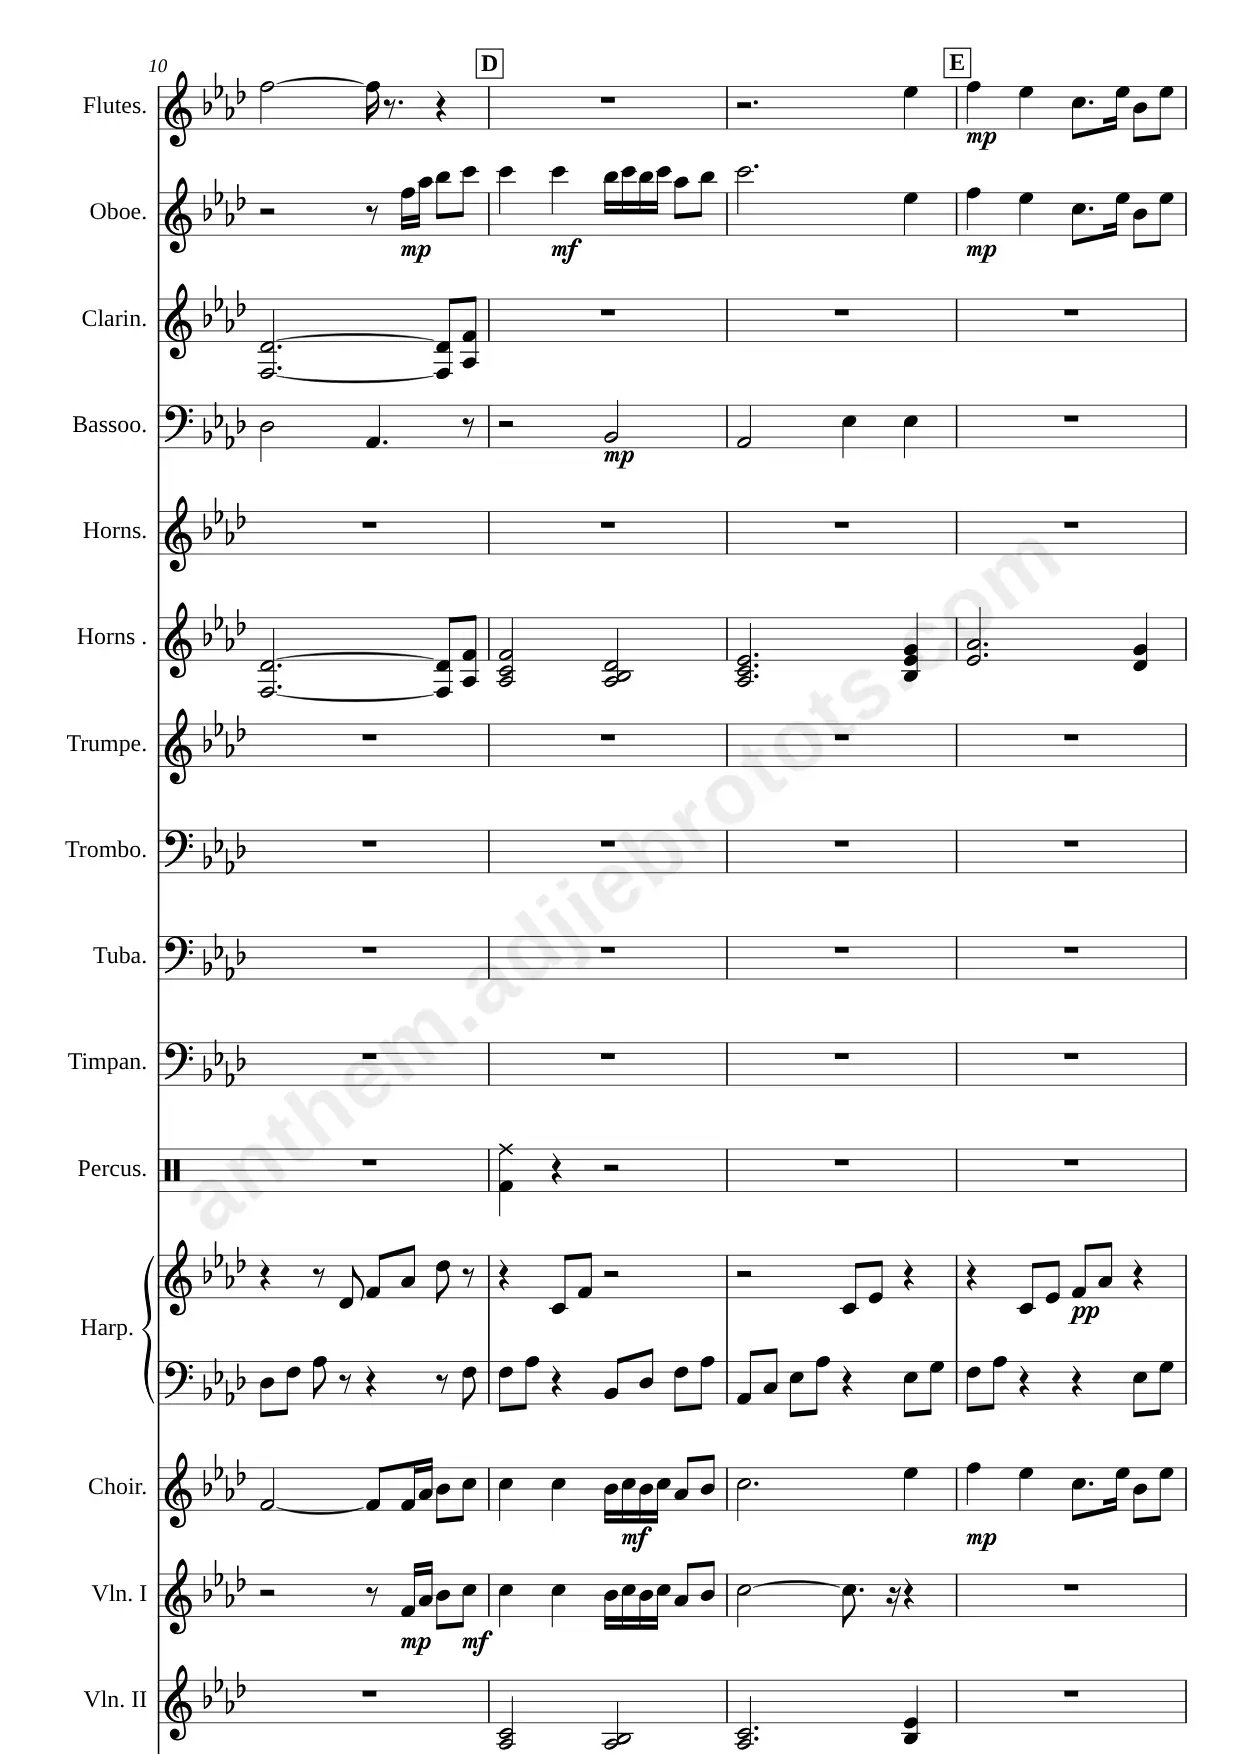 10
D
E
Flutes.
mp
Oboe.
mp
mf
mp
Clarin.
Bassoo.
mp
Horns.
Horns .
Trumpe.
Trombo.
Tuba.
Timpan.
Percus.
Harp.
pp
Choir.
mf
mp
Vln. I
mp
mf
Vln. II
anthem.adjiebrotots.com